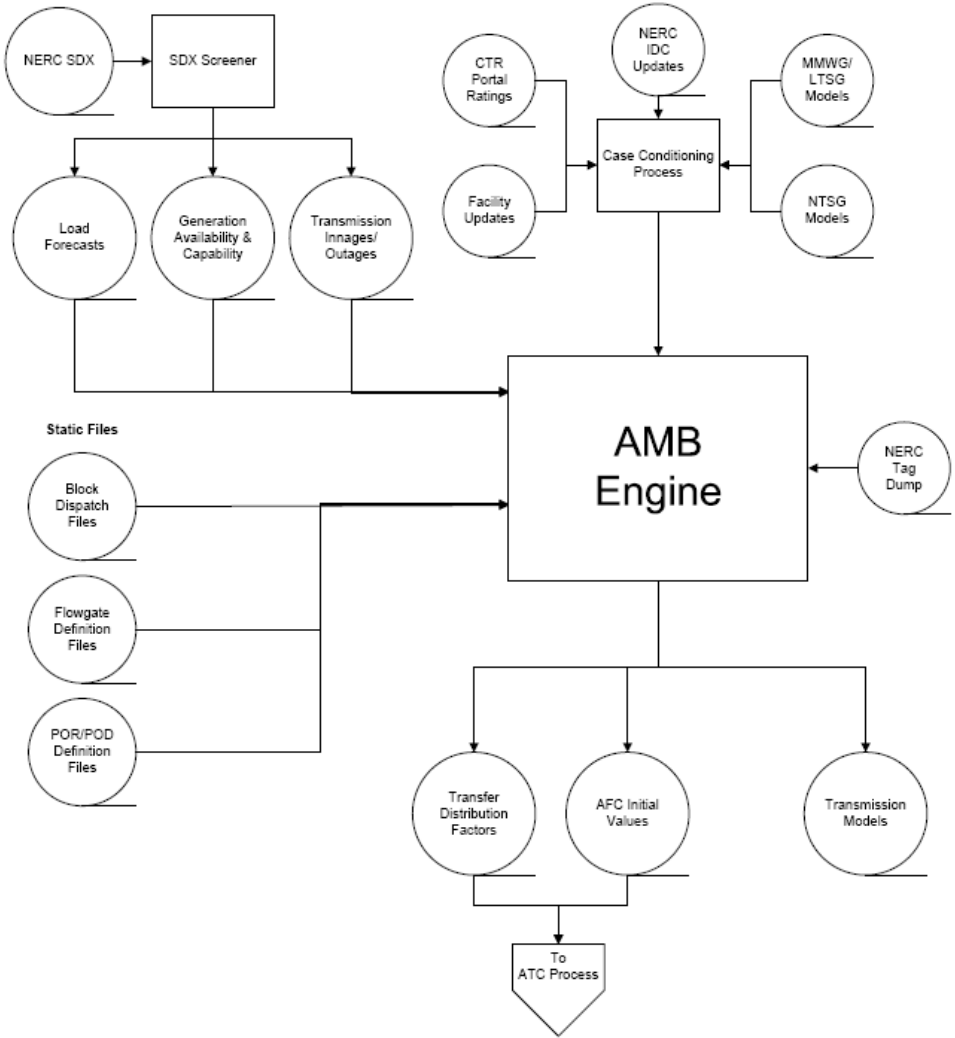 NERC SDX
SDX Screener
CTR
Portal
Ratings
NERC
IDC
Updates
MMWG/
LTSG
Models
Case Conditioning
Process
Facility
Updates
NTSG
Models
Load
Forecasts
Generation
Availability &
Capability
Transmission
Innages/
Outages
Static Files
AMB
Engine
NERC
Tag
Dump
Block
Dispatch
Files
Flowgate
Definition
Files
POR/POD
Definition
Files
Transfer
Distribution
Factors
AFC Initial
Values
Transmission
Models
To
ATC Process